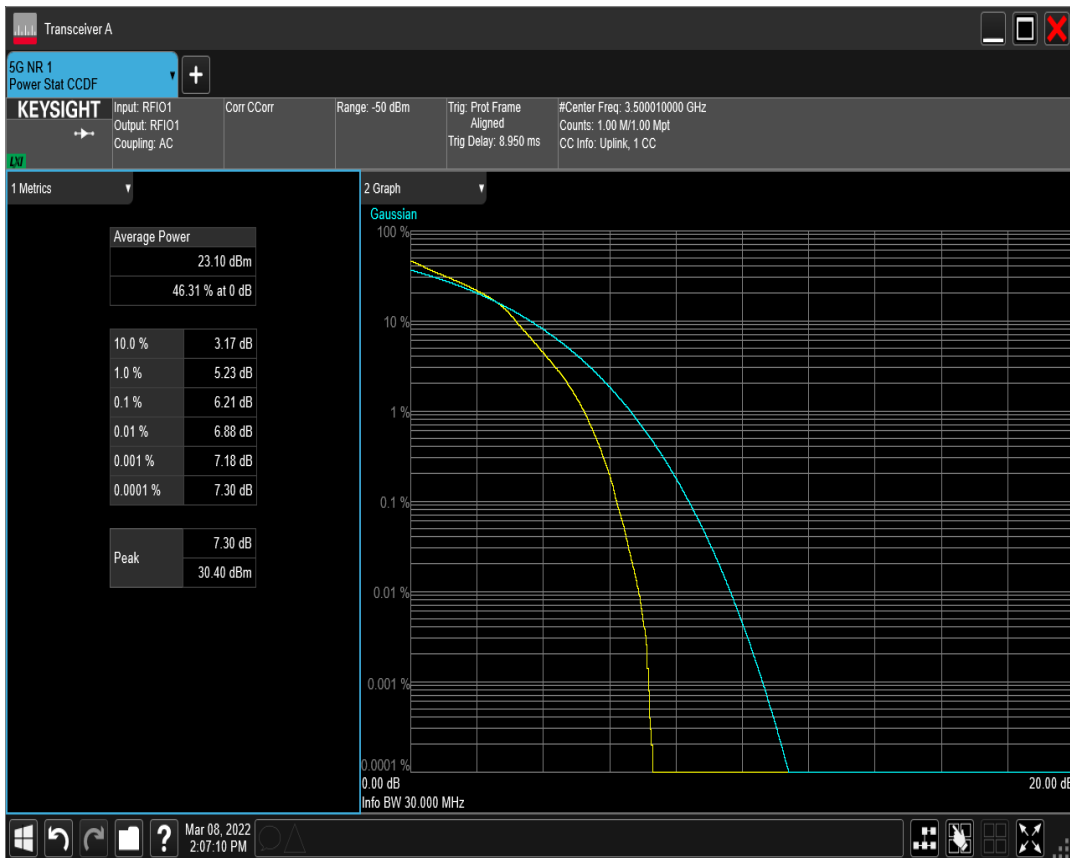 Transceiver A
5G NR 1
Power Stat CCDF
+
KEYSIGHT
LXI
Input: RFIO1
Output: RFIO1
Coupling: AC
Corr CCorr
Range: -50 dBm
Trig: Prot Frame
Aligned
Trig Delay: 8.950 ms
#Center Freq: 3.500010000 GHz
Counts: 1.00 M/1.00 Mpt
CC Info: Uplink, 1 CC
1 Metrics
Average Power
23.10 dBm
46.31 % at 0 dB
10.0 % 3.17 dB
1.0 % 5.23 dB
0.1 % 6.21 dB
0.01 % 6.88 dB
0.001 % 7.18 dB
0.0001 % 7.30 dB
Peak
7.30 dB
30.40 dBm
2 Graph
Gaussian
100 %
10 %
1 %
0.1 %
0.01 %
0.001 %
0.0001 %
0.00 dB
20.00 dB
Info BW 30.000 MHz
?
Mar 08, 2022
2:07:10 PM